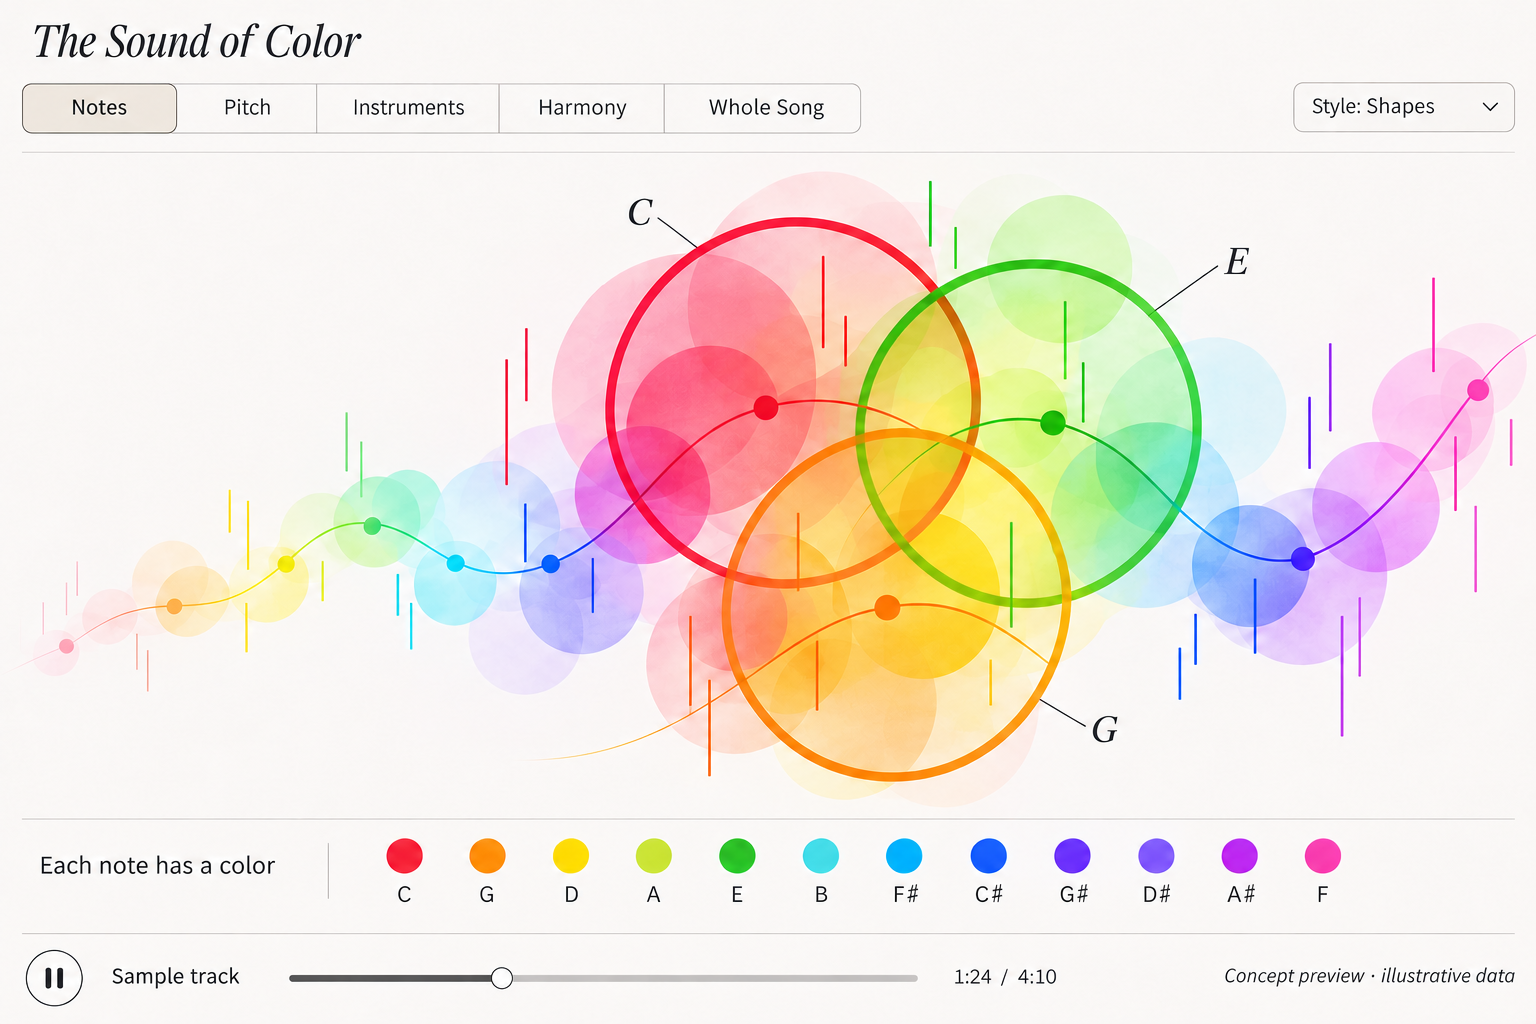 The Sound of Color
Notes
Pitch
Instruments
Harmony
Whole Song
Style: Shapes
C
E
G
Each note has a color
C
G
D
A
E
B
F#
C#
G#
D#
A#
F
Sample track
1:24 / 4:10
Concept preview · illustrative data